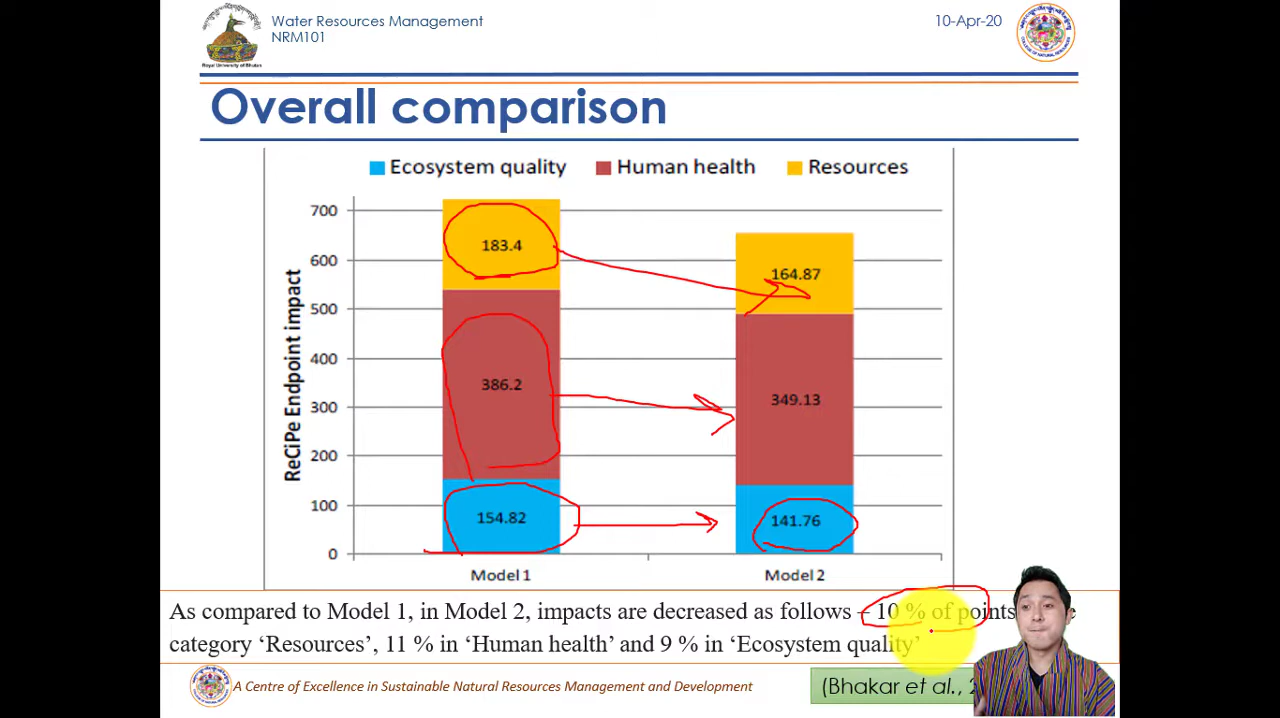 Water Resources Management
NRM101
10-Apr-20
Royal University of Bhutan
Overall comparison
Ecosystem quality Human health Resources
ReCiPe Endpoint impact
700
600
500
400
300
200
100
0
183.4
386.2
154.82
164.87
349.13
141.76
Model 1
Model 2
As compared to Model 1, in Model 2, impacts are decreased as follows – 10 % of points
category ‘Resources’, 11 % in ‘Human health’ and 9 % in ‘Ecosystem quality’
A Centre of Excellence in Sustainable Natural Resources Management and Development
(Bhakar et al.,